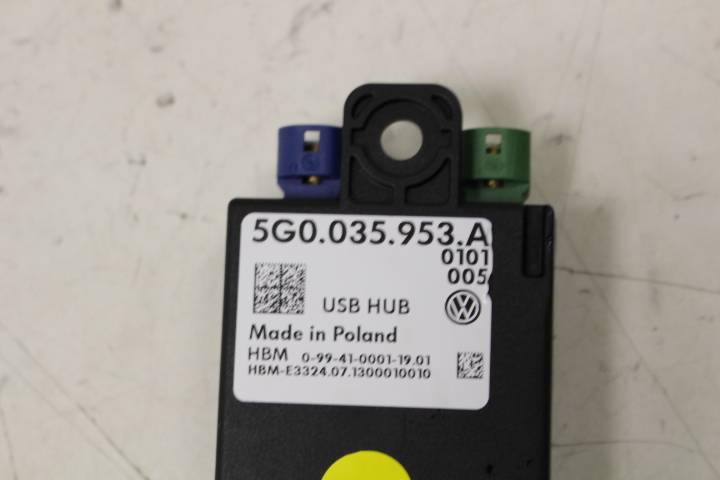 5G0.035.953.A
0101
005
USB HUB
Made in Poland
HBM 0-99-41-0001-19.01
HBM-E3324.07.1300010010